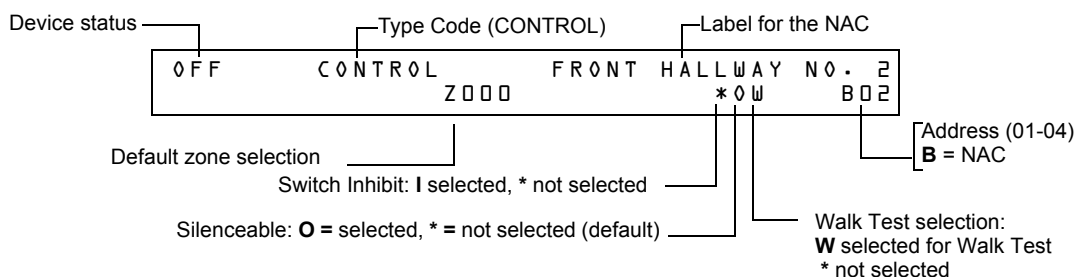 Device status
Type Code (CONTROL)
Label for the NAC
OFF CONTROL FRONT HALLWAY NO. 2
Z000 *OW B02
Default zone selection
Address (01-04)
B = NAC
Switch Inhibit: I selected, * not selected
Silenceable: O = selected, * = not selected (default)
Walk Test selection:
W selected for Walk Test
* not selected